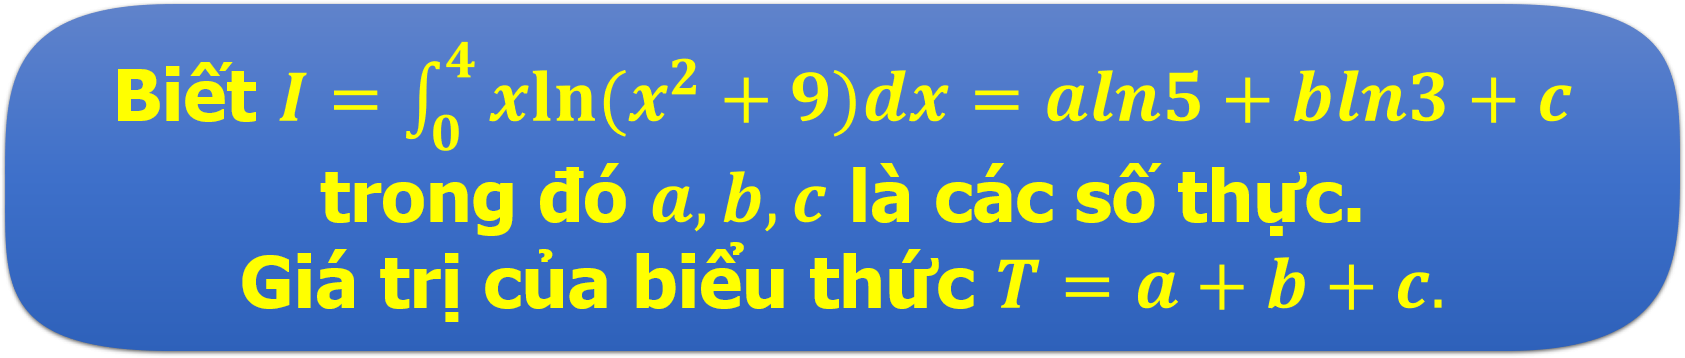 Biết $I = \int_0^4 x\ln(x^2 + 9)dx = aln5 + bln3 + c$
trong đó $a, b, c$ là các số thực.
Giá trị của biểu thức $T = a + b + c$.